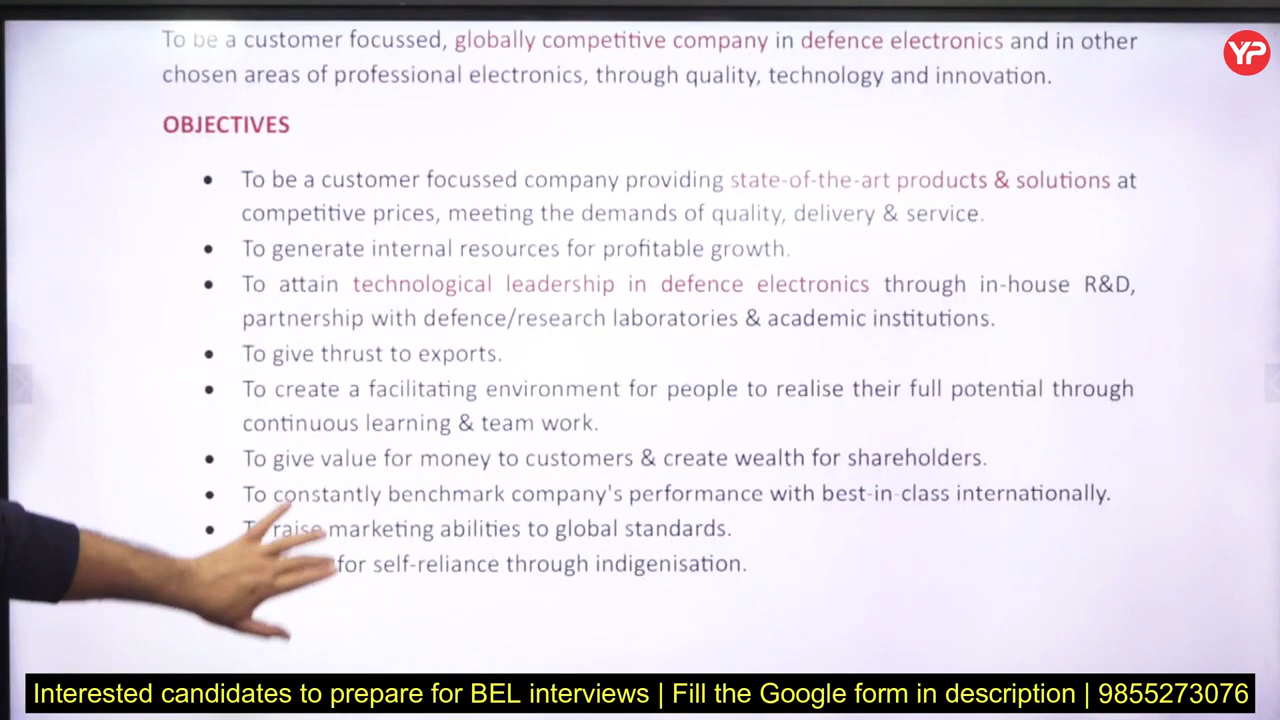 To be a customer focussed, globally competitive company in defence electronics and in other
chosen areas of professional electronics, through quality, technology and innovation.
YP
OBJECTIVES
• To be a customer focussed company providing state-of-the-art products & solutions at
competitive prices, meeting the demands of quality, delivery & service.
• To generate internal resources for profitable growth.
• To attain technological leadership in defence electronics through in-house R&D,
partnership with defence/research laboratories & academic institutions.
• To give thrust to exports.
• To create a facilitating environment for people to realise their full potential through
continuous learning & team work.
• To give value for money to customers & create wealth for shareholders.
• To constantly benchmark company's performance with best-in-class internationally.
• To raise marketing abilities to global standards.
for self-reliance through indigenisation.
Interested candidates to prepare for BEL interviews | Fill the Google form in description | 9855273076